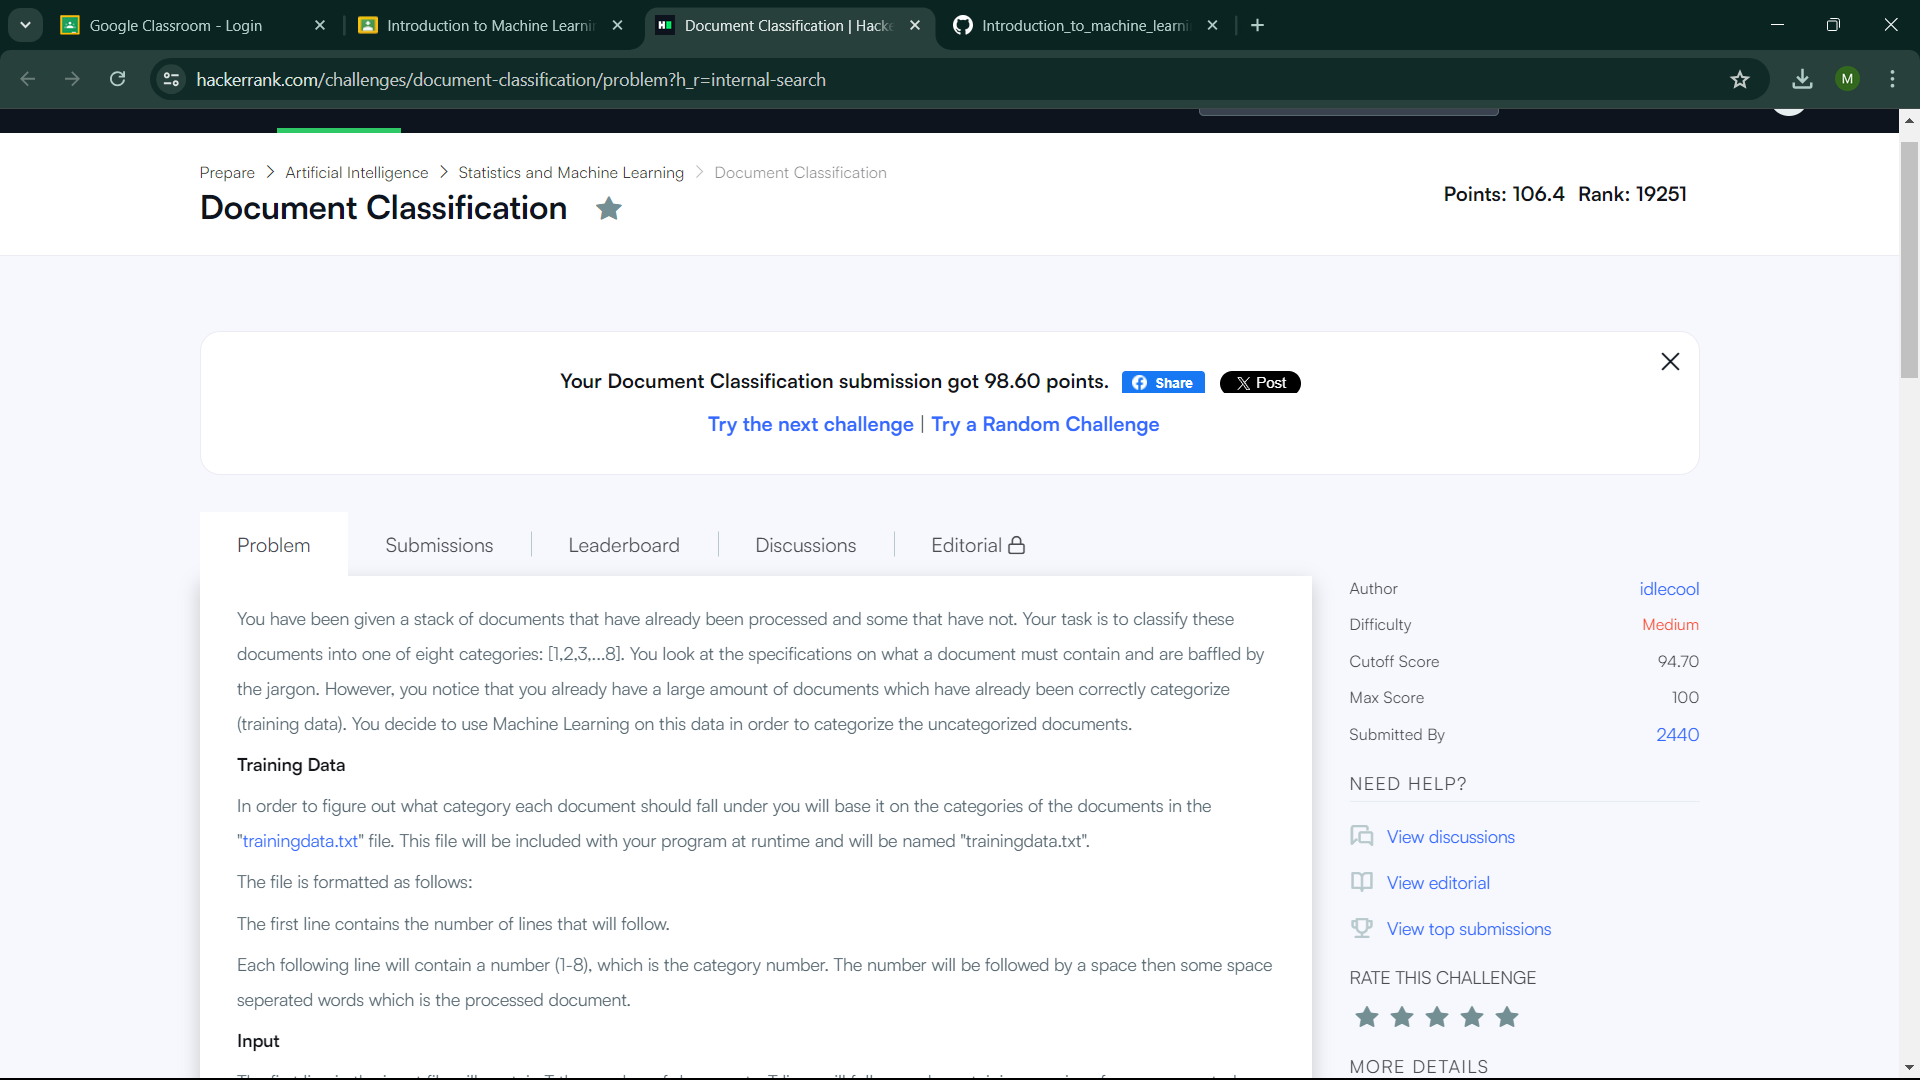 Google Classroom - Login
Introduction to Machine Learnin
Document Classification | Hacke
Introduction_to_machine_learni
hackerrank.com/challenges/document-classification/problem?h_r=internal-search
M
Prepare > Artificial Intelligence > Statistics and Machine Learning > Document Classification
Document Classification
Points: 106.4 Rank: 19251
Your Document Classification submission got 98.60 points.
Share
X Post
Try the next challenge | Try a Random Challenge
Problem
Submissions
Leaderboard
Discussions
Editorial
You have been given a stack of documents that have already been processed and some that have not. Your task is to classify these
documents into one of eight categories: [1,2,3,...8]. You look at the specifications on what a document must contain and are baffled by
the jargon. However, you notice that you already have a large amount of documents which have already been correctly categorize
(training data). You decide to use Machine Learning on this data in order to categorize the uncategorized documents.
Training Data
In order to figure out what category each document should fall under you will base it on the categories of the documents in the
"trainingdata.txt" file. This file will be included with your program at runtime and will be named "trainingdata.txt".
The file is formatted as follows:
The first line contains the number of lines that will follow.
Each following line will contain a number (1-8), which is the category number. The number will be followed by a space then some space
seperated words which is the processed document.
Input
Author idlecool
Difficulty Medium
Cutoff Score 94.70
Max Score 100
Submitted By 2440
NEED HELP?
View discussions
View editorial
View top submissions
RATE THIS CHALLENGE
MORE DETAILS